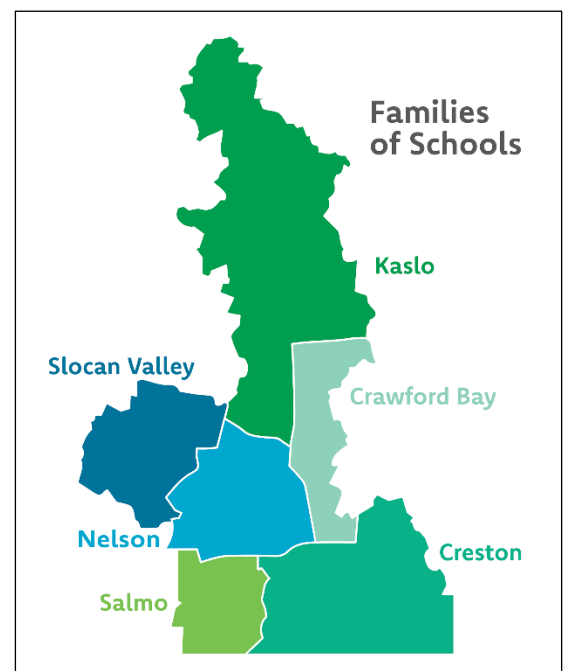 Families
of Schools
Kaslo
Slocan Valley
Crawford Bay
Nelson
Creston
Salmo